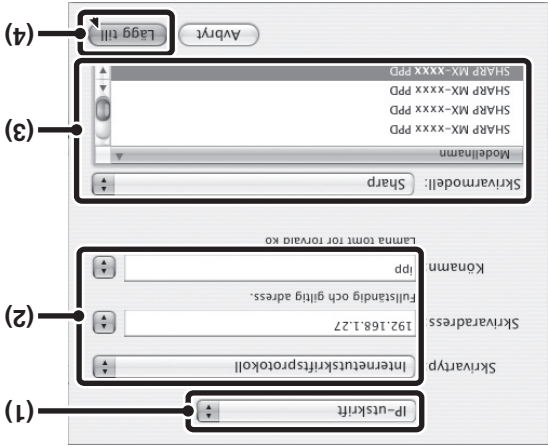 (1)
IP-utskrift
(2)
Skrivartyp: Internetutskriftsprotokoll
Skrivaradress: 192.168.1.27
Fullständig och giltig adress.
Könamn: ipp
Lämna tomt för förvald kö
(3)
Skrivarmodell: Sharp
Modellnamn
SHARP MX-xxxx PPD
SHARP MX-xxxx PPD
SHARP MX-xxxx PPD
SHARP MX-xxxx PPD
(4)
Avbryt Lägg till